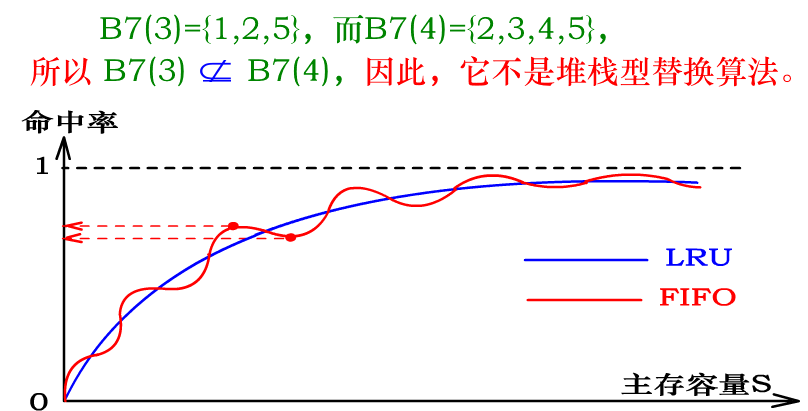 B7(3)={1,2,5}，而B7(4)={2,3,4,5}，
所以 B7(3) ⊄ B7(4)，因此，它不是堆栈型替换算法。
命中率
1
LRU
FIFO
主存容量S
0